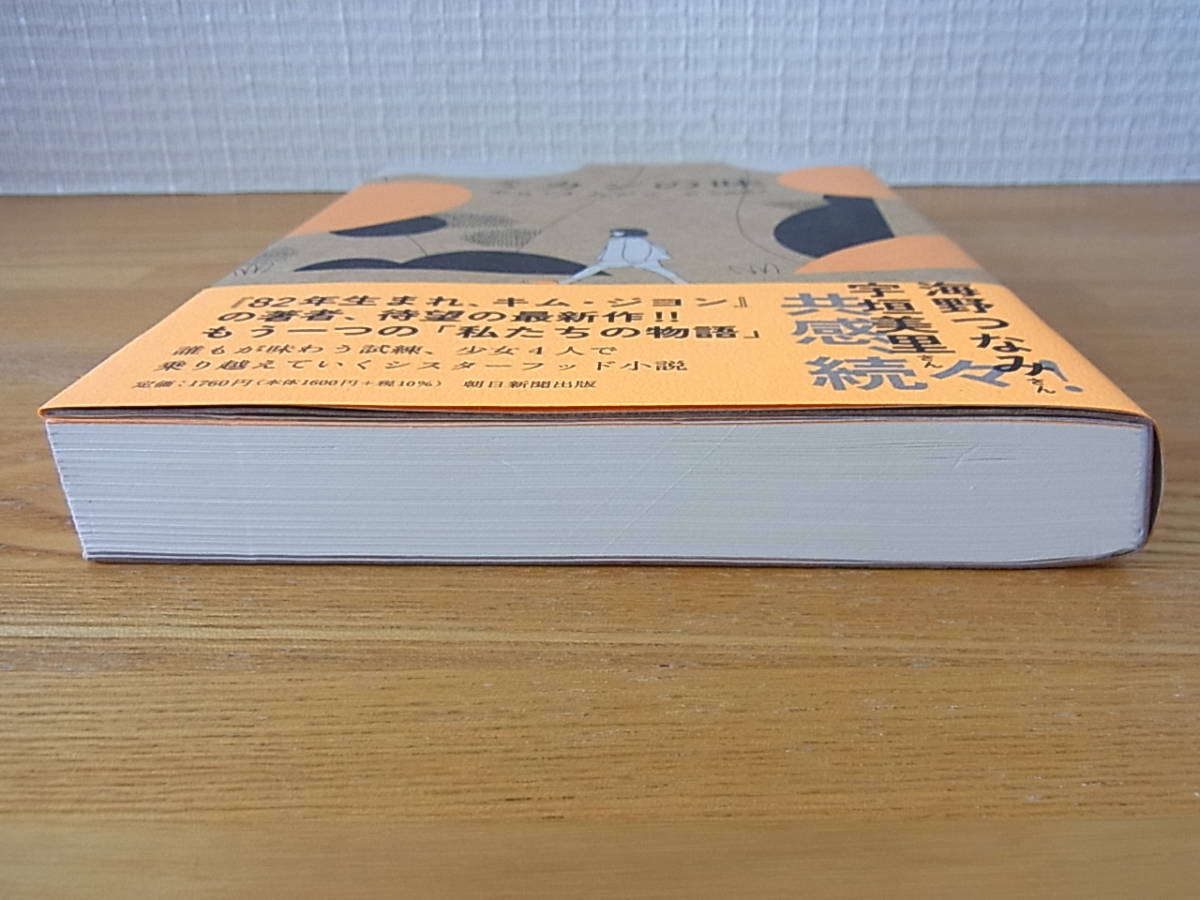 ミカンの味
海野つなみさん
宇垣美里さん
共感、続々!
『82年生まれ、キム・ジヨン』
の著者、待望の最新作!!
もう一つの「私たちの物語」
誰もが味わう試練、少女4人で
乗り越えていくシスターフッド小説
定価:1760円(本体1600円+税10%) 朝日新聞出版